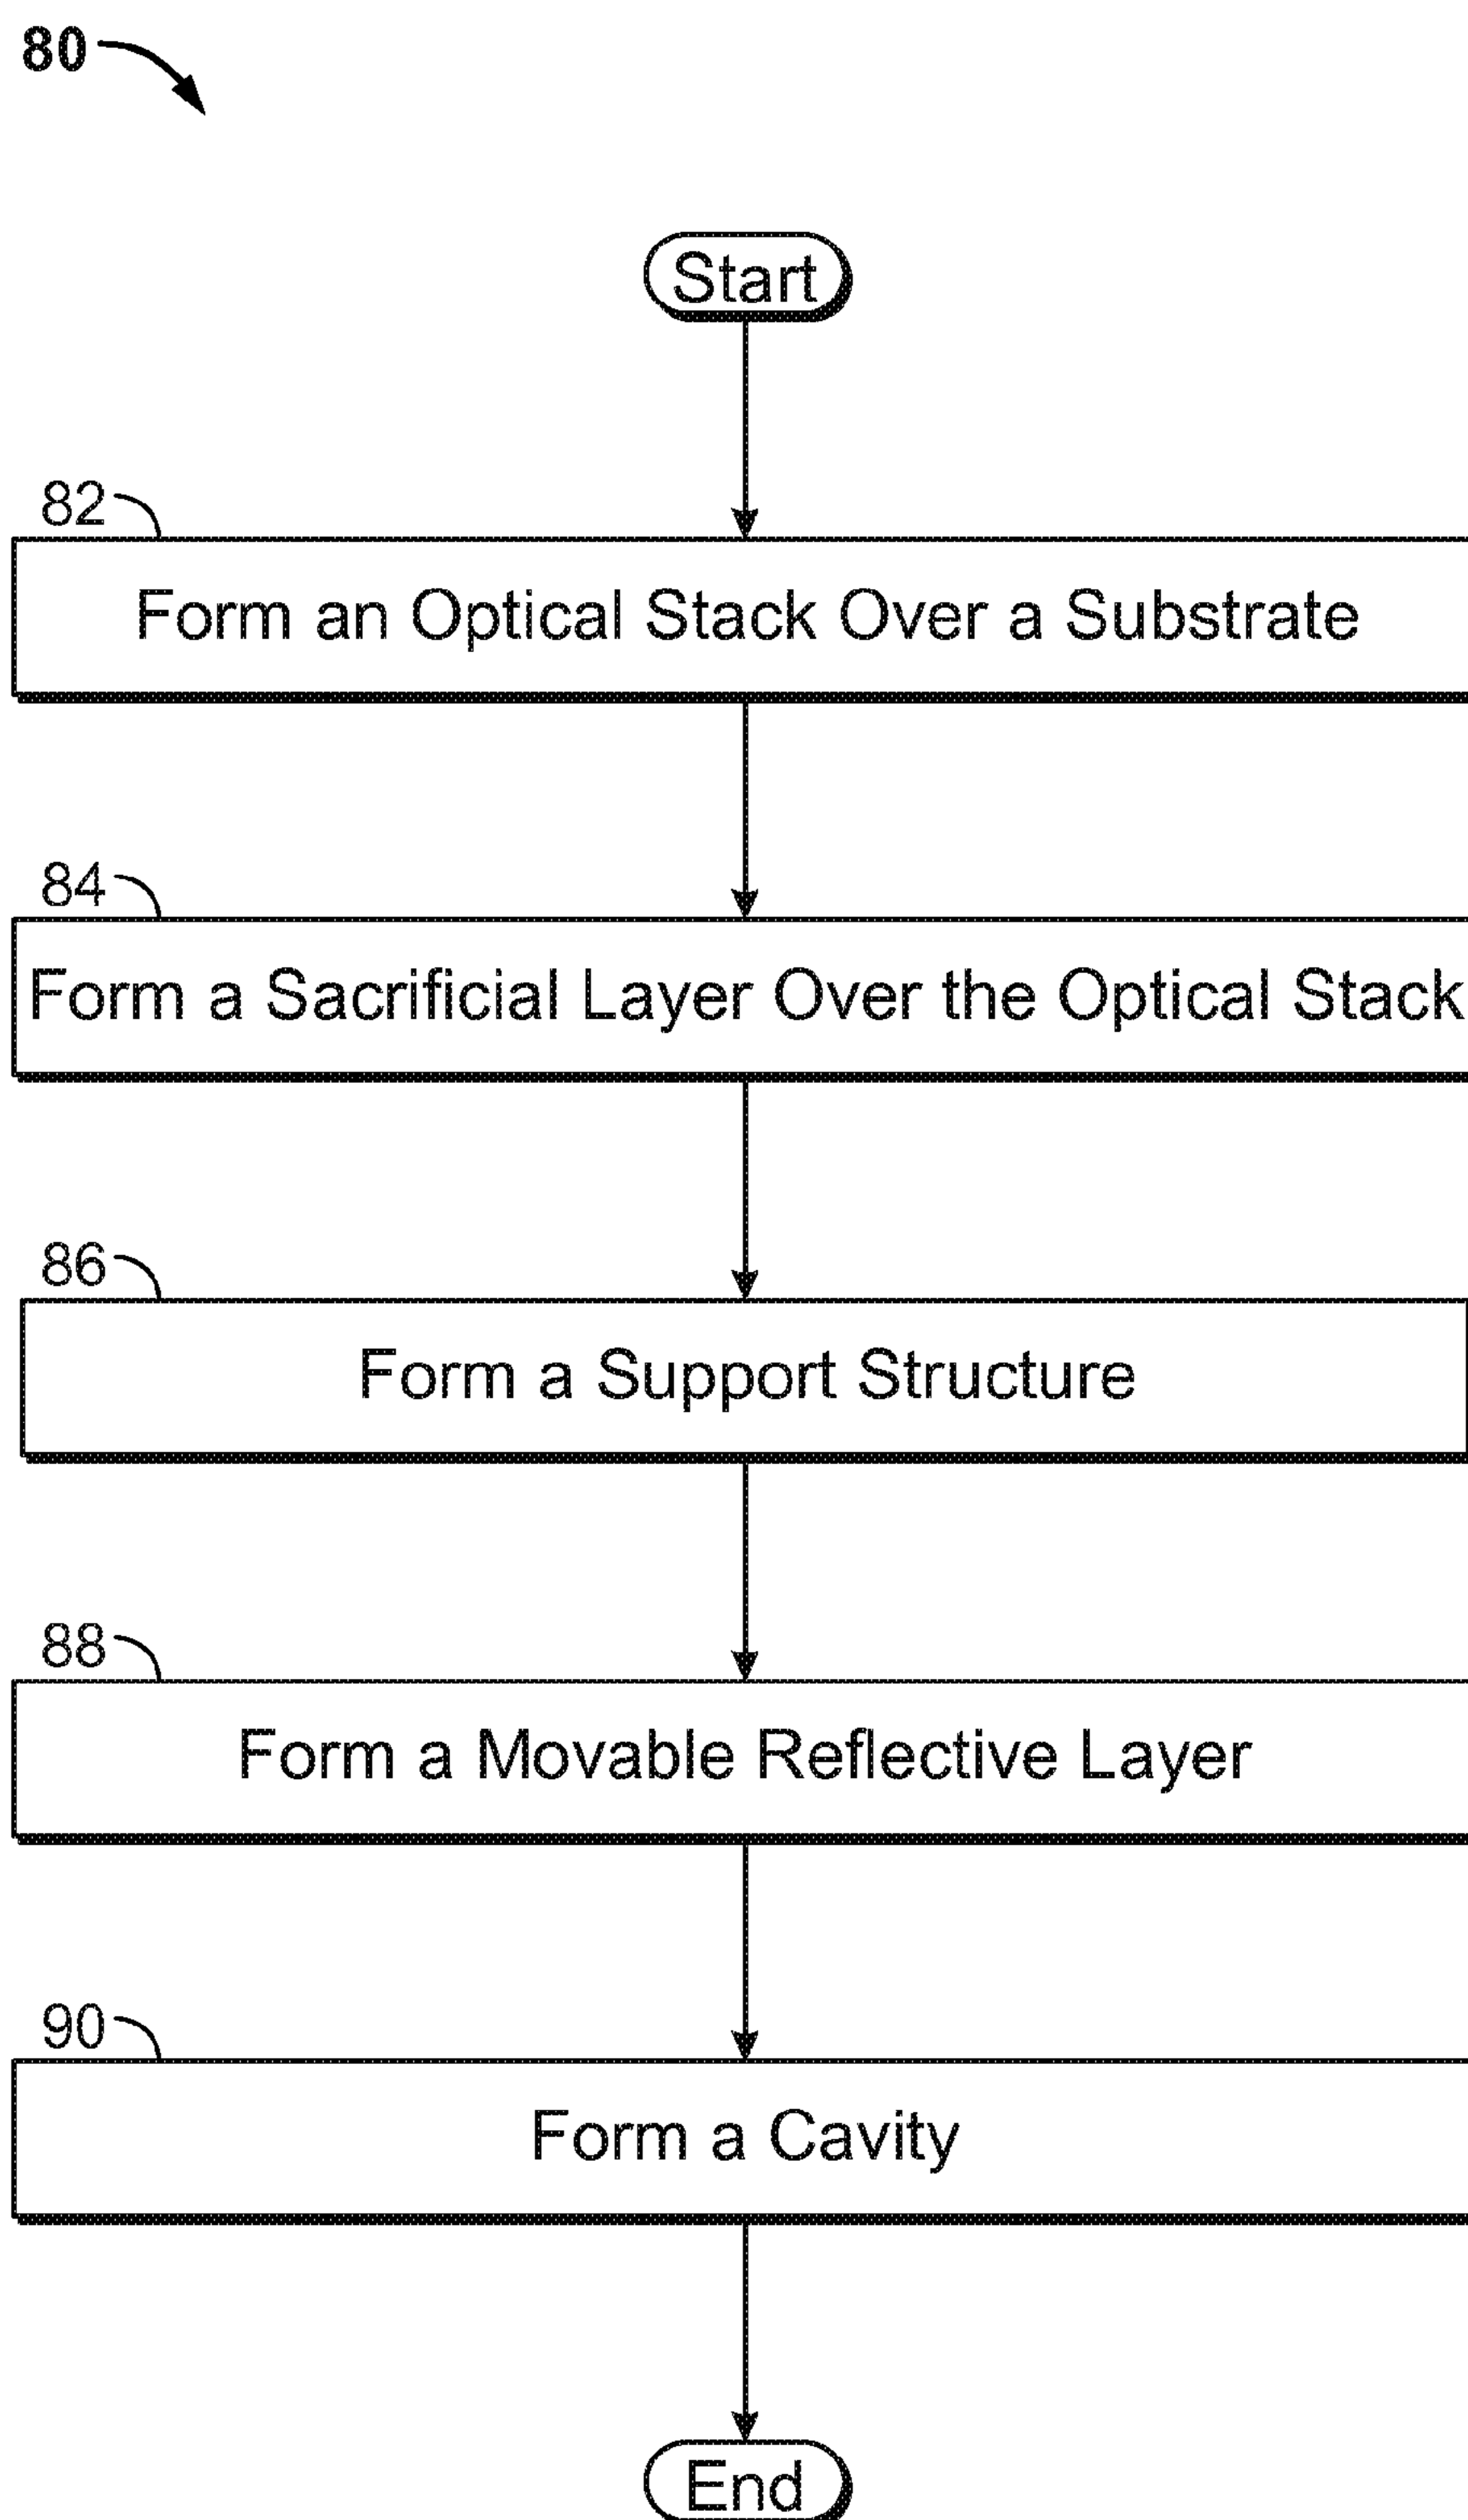 80
Start
82
Form an Optical Stack Over a Substrate
84
Form a Sacrificial Layer Over the Optical Stack
86
Form a Support Structure
88
Form a Movable Reflective Layer
90
Form a Cavity
End